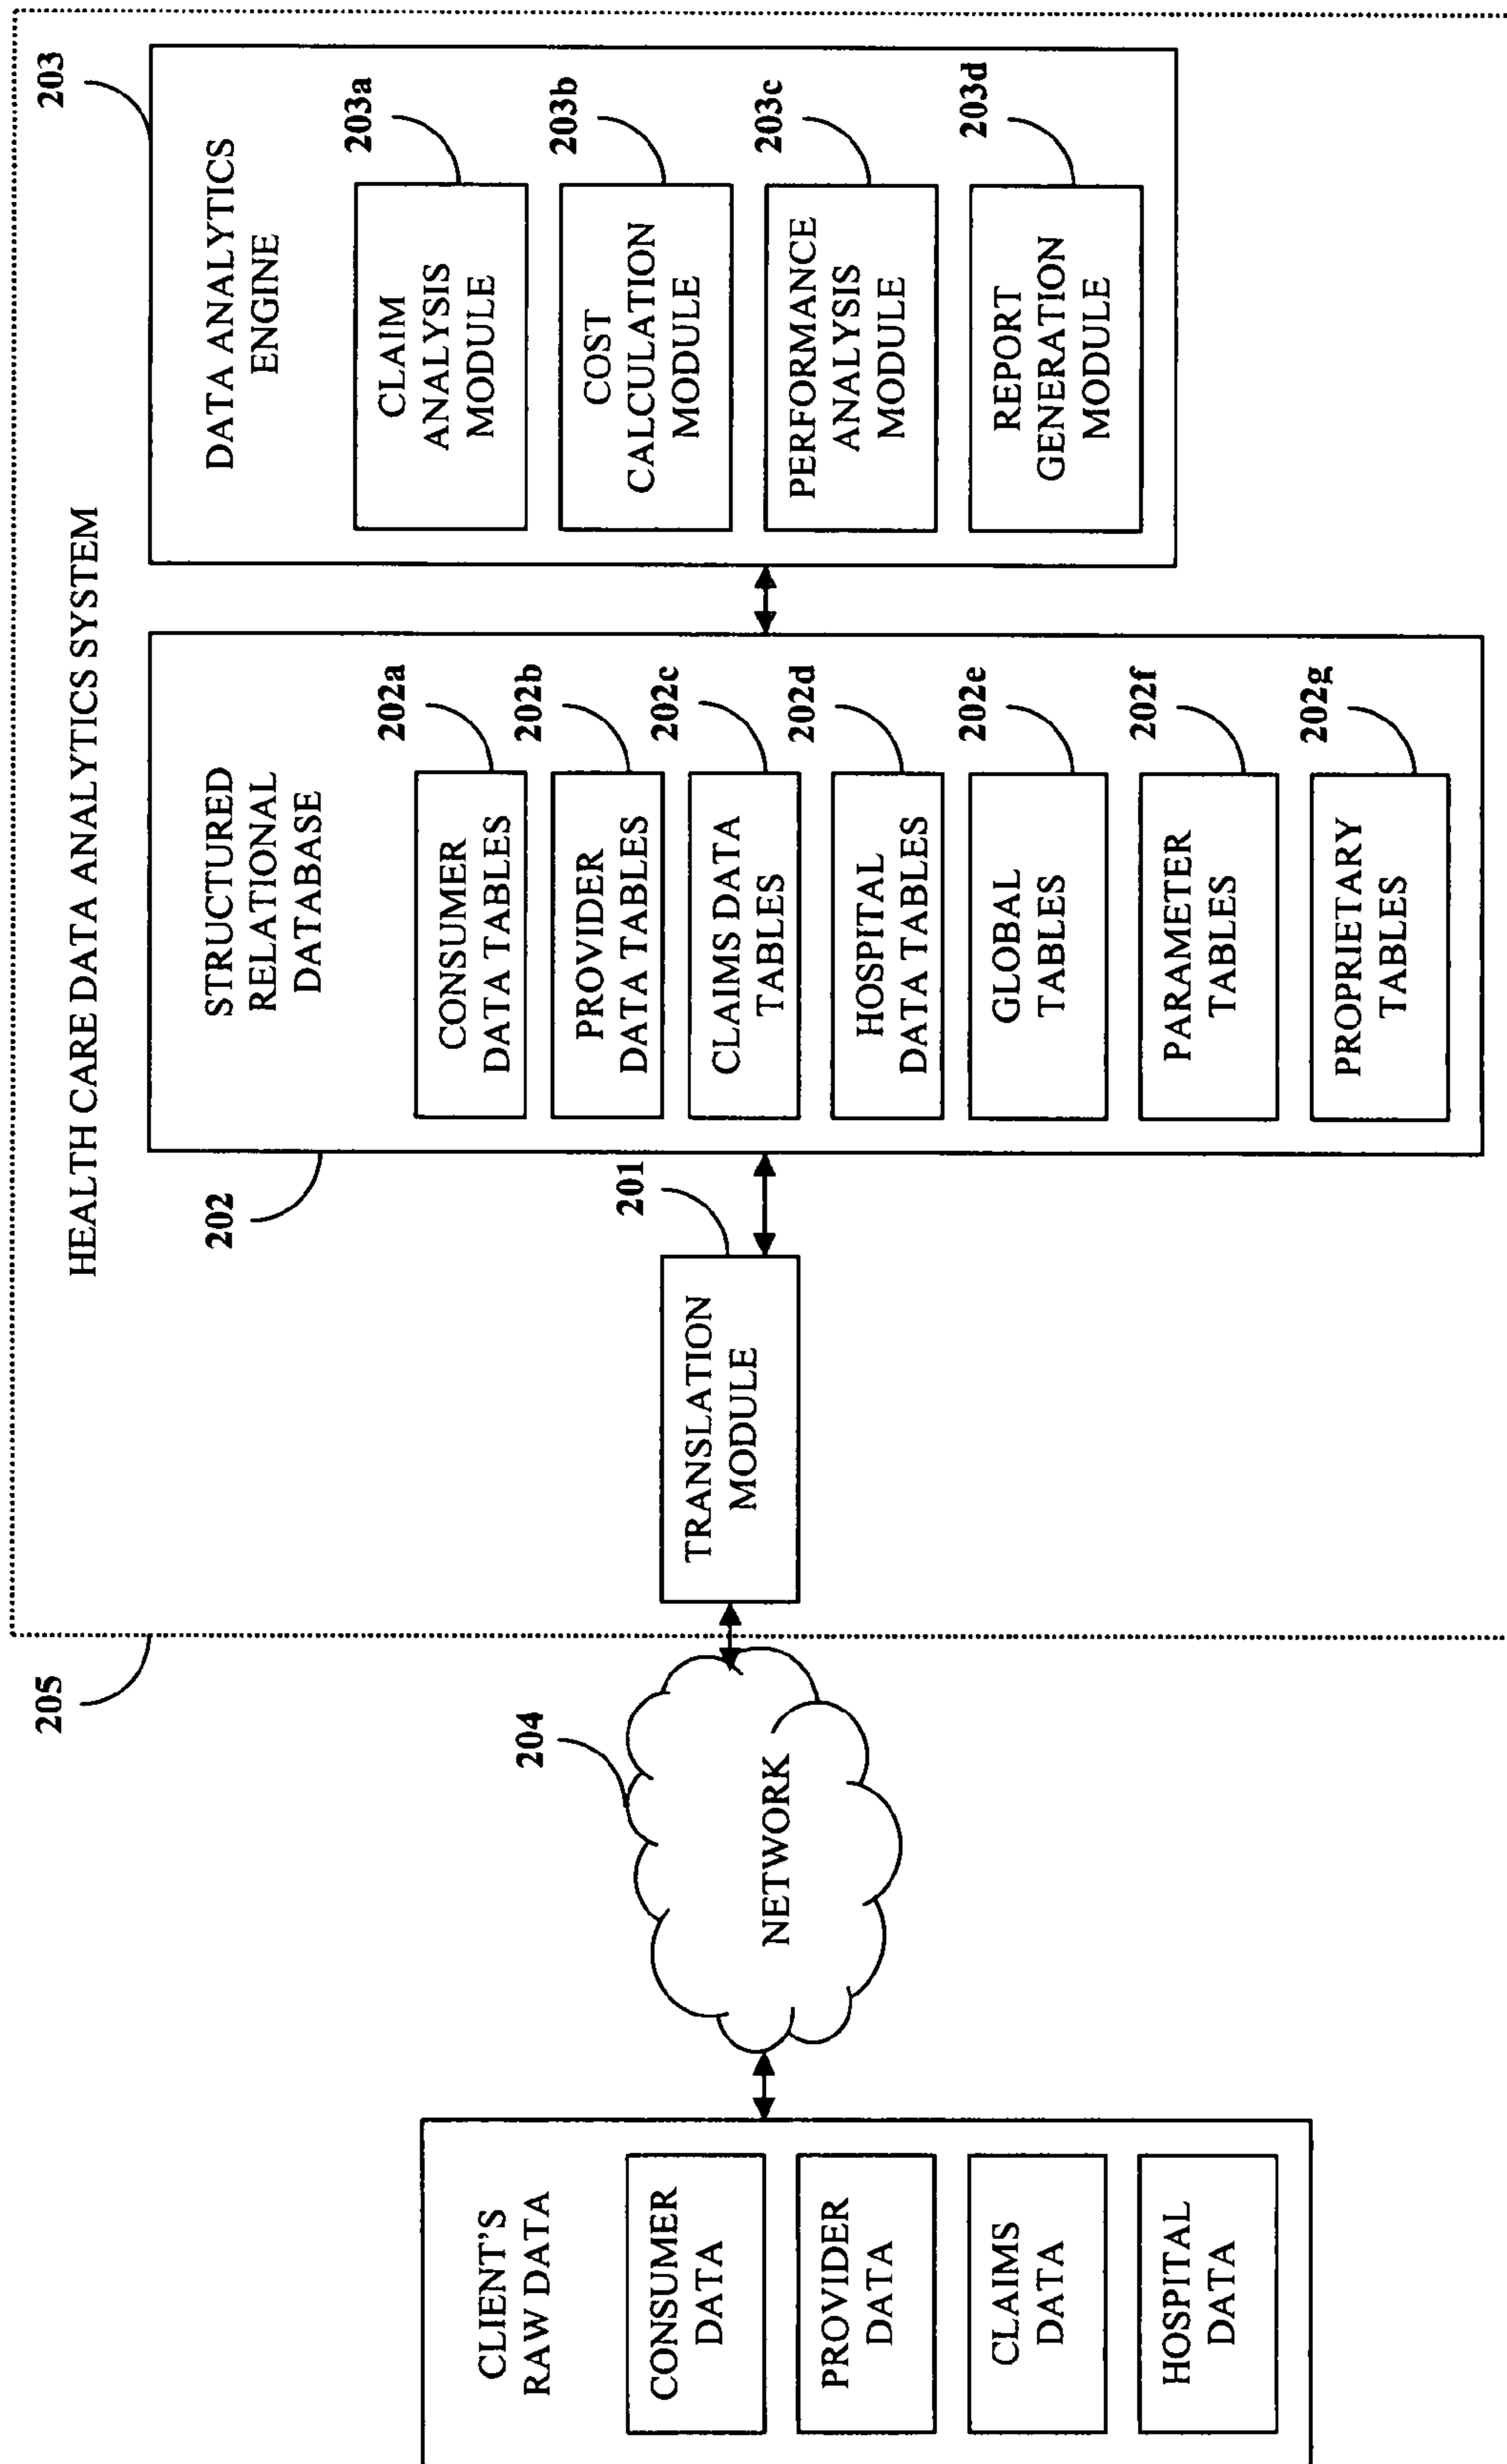 HEALTH CARE DATA ANALYTICS SYSTEM
205
CLIENT'S
RAW DATA
CONSUMER
DATA
PROVIDER
DATA
CLAIMS
DATA
HOSPITAL
DATA
204
NETWORK
201
TRANSLATION
MODULE
202
STRUCTURED
RELATIONAL
DATABASE
202a
CONSUMER
DATA TABLES
202b
PROVIDER
DATA TABLES
202c
CLAIMS DATA
TABLES
202d
HOSPITAL
DATA TABLES
202e
GLOBAL
TABLES
202f
PARAMETER
TABLES
202g
PROPRIETARY
TABLES
203
DATA ANALYTICS
ENGINE
203a
CLAIM
ANALYSIS
MODULE
203b
COST
CALCULATION
MODULE
203c
PERFORMANCE
ANALYSIS
MODULE
203d
REPORT
GENERATION
MODULE